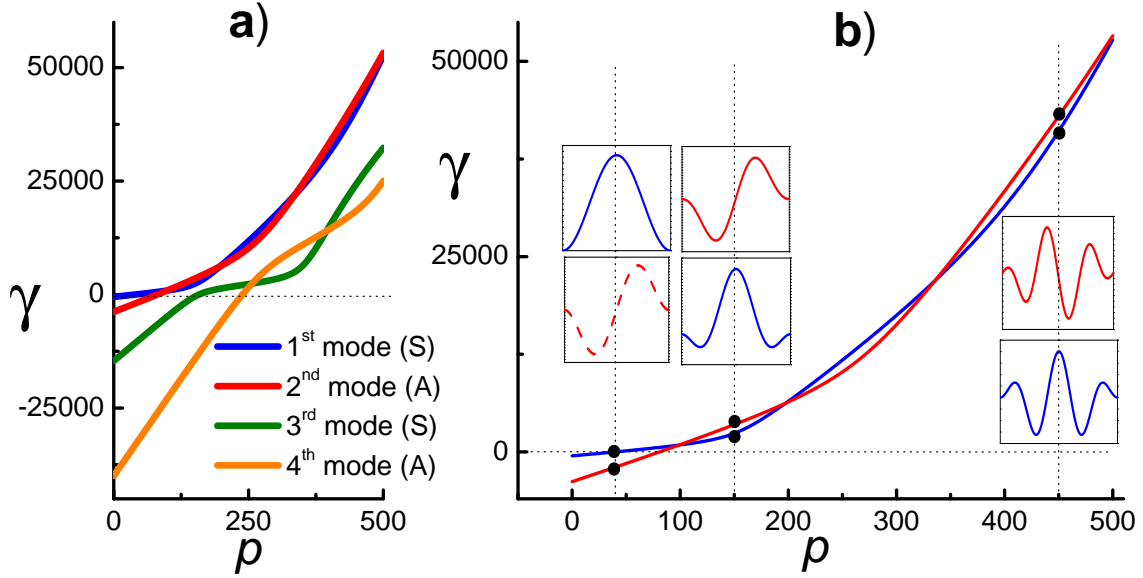 a)
50000
25000
0
-25000
γ
1st mode (S)
2nd mode (A)
3rd mode (S)
4th mode (A)
0 250 500
p
b)
50000
25000
0
γ
0 100 200 300 400 500
p